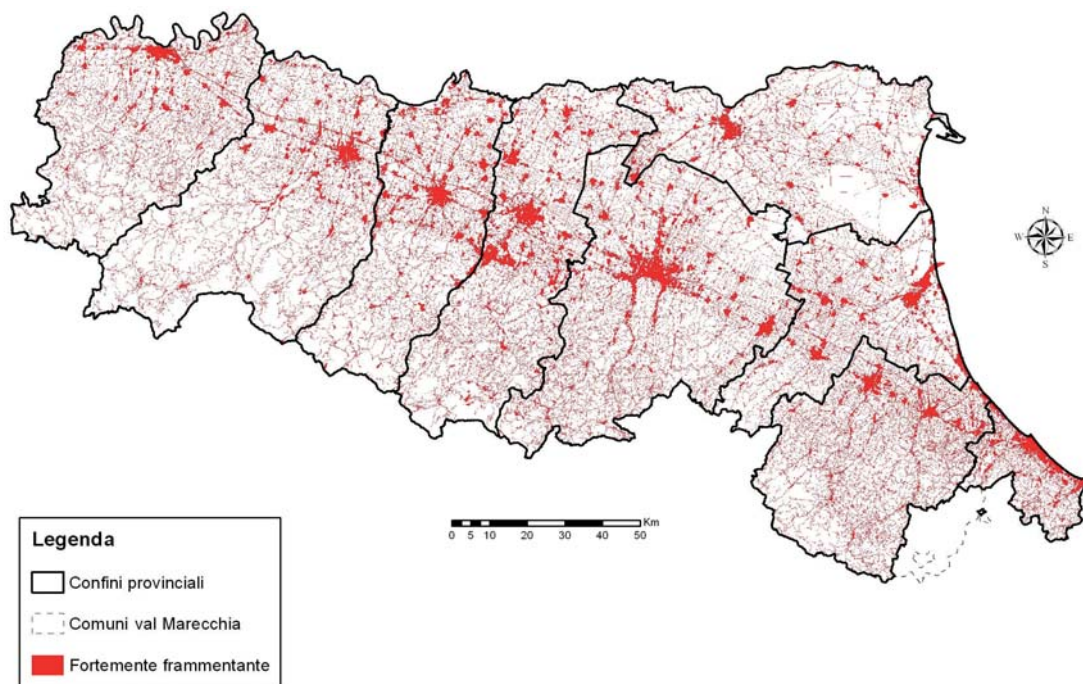 N
W E
S
Km
0 5 10 20 30 40 50
Legenda
Confini provinciali
Comuni val Marecchia
Fortemente frammentante